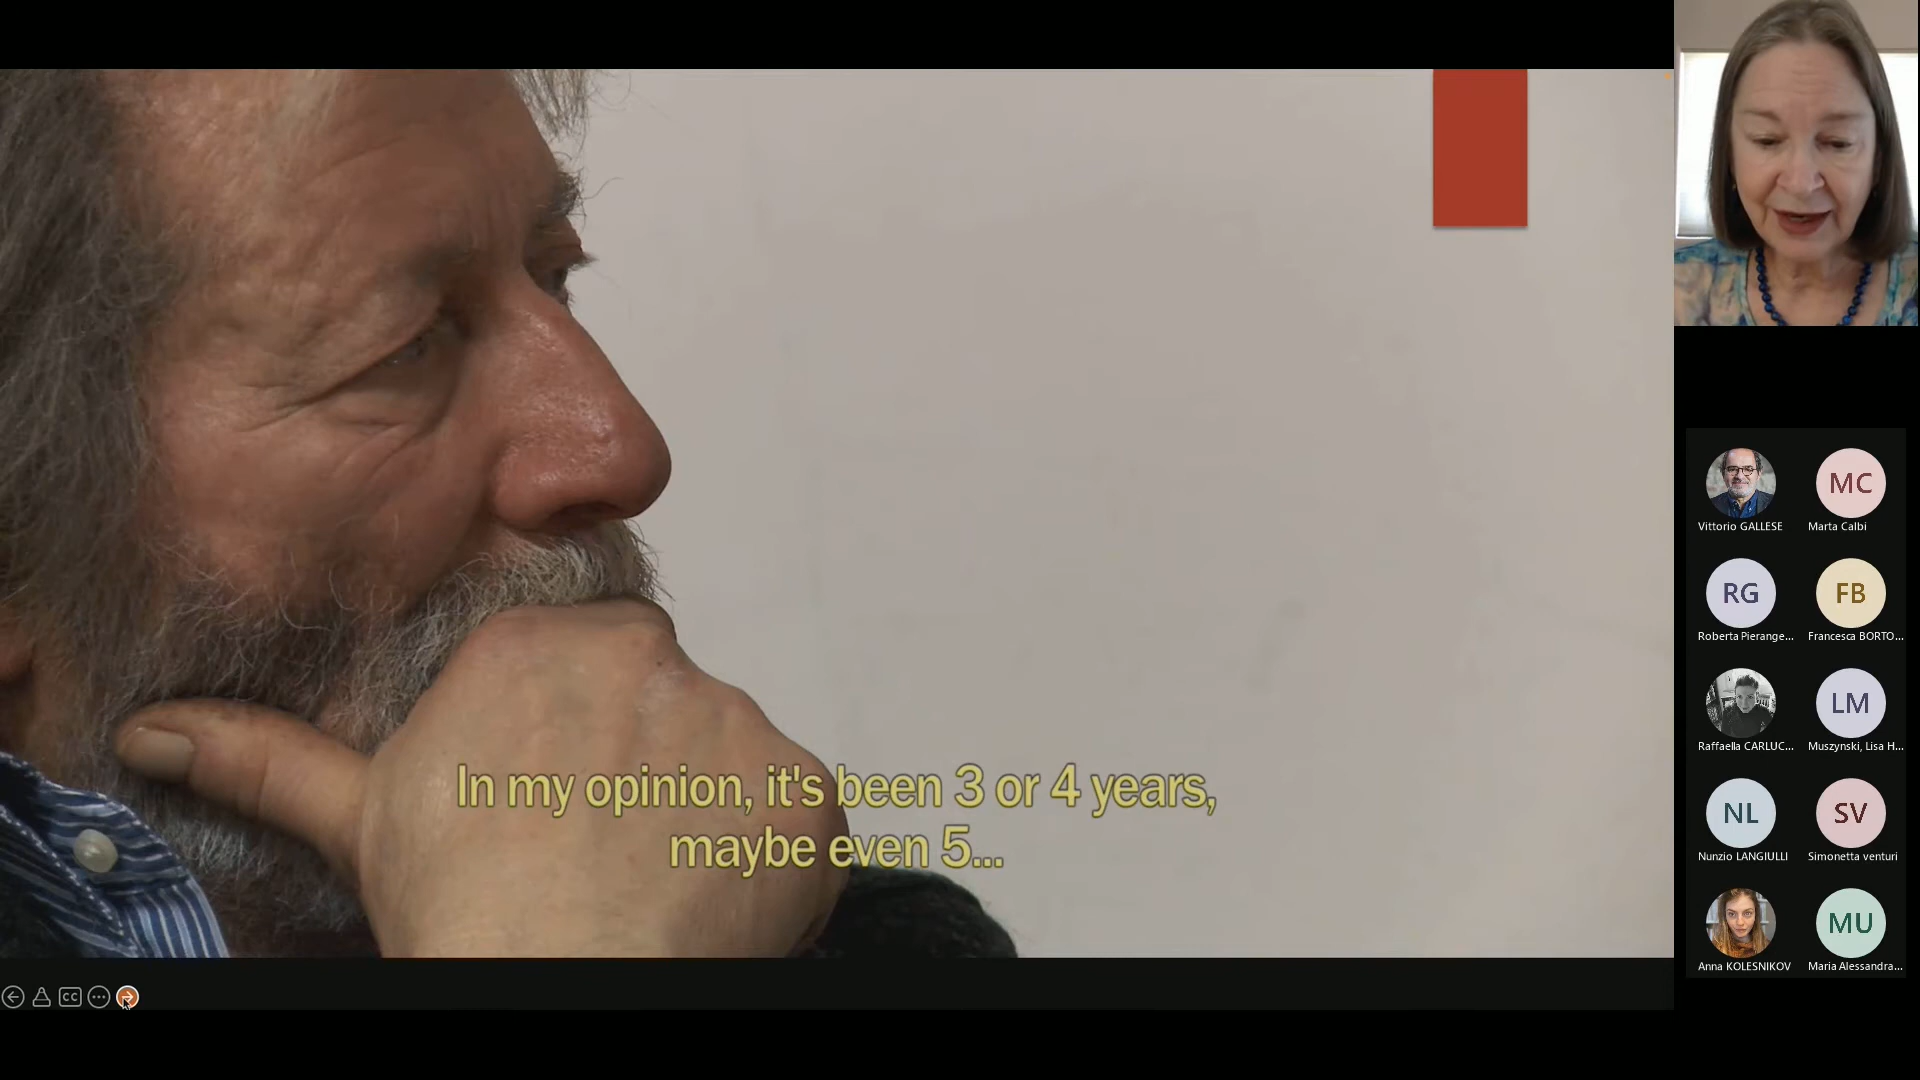 In my opinion, it's been 3 or 4 years,
maybe even 5...
CC
MC
Vittorio GALLESE
Marta Calbi
RG
FB
Roberta Pierange...
Francesca BORTO...
LM
Raffaella CARLUC...
Muszynski, Lisa H...
NL
SV
Nunzio LANGIULLI
Simonetta venturi
MU
Anna KOLESNIKOV
Maria Alessandra...